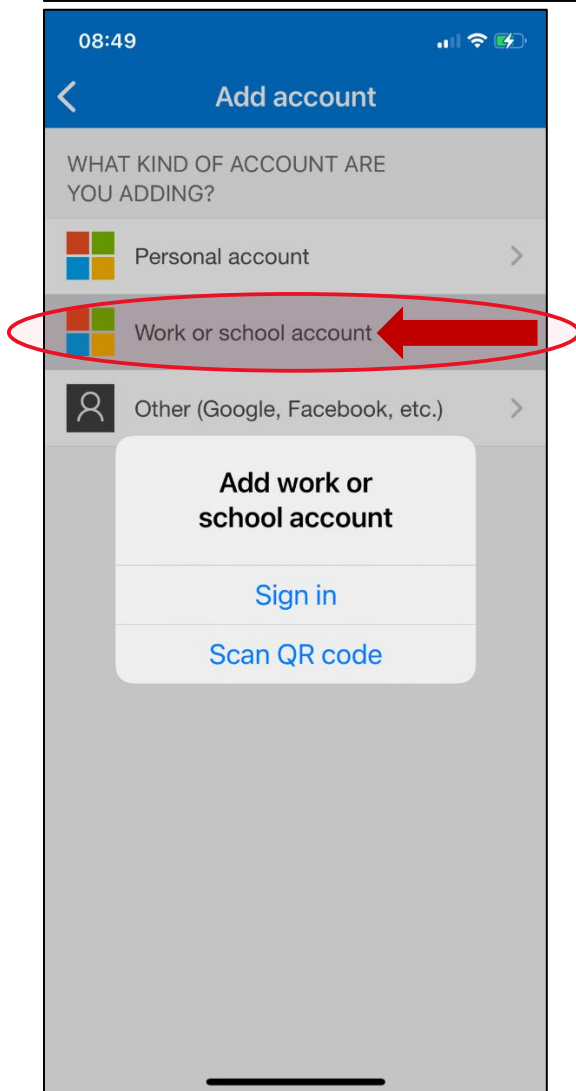 08:49
Add account
WHAT KIND OF ACCOUNT ARE
YOU ADDING?
Personal account
Work or school account
Other (Google, Facebook, etc.)
Add work or
school account
Sign in
Scan QR code